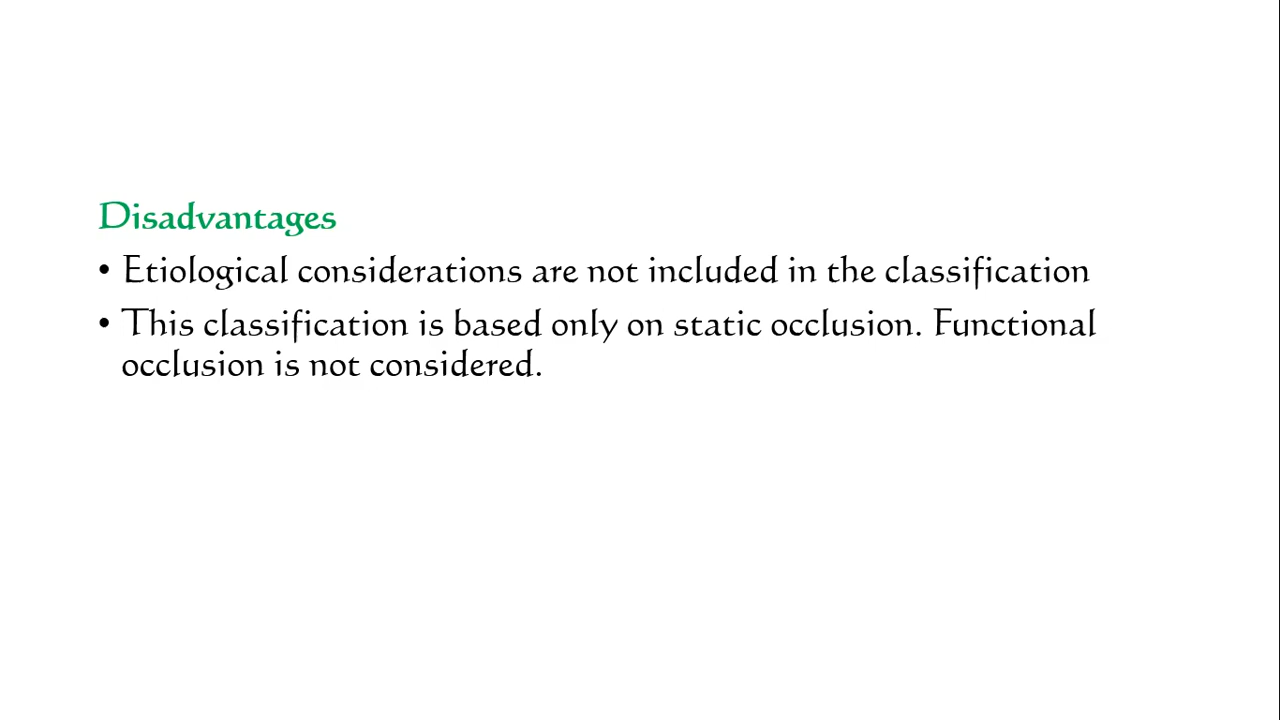 Disadvantages
• Etiological considerations are not included in the classification
• This classification is based only on static occlusion. Functional
occlusion is not considered.